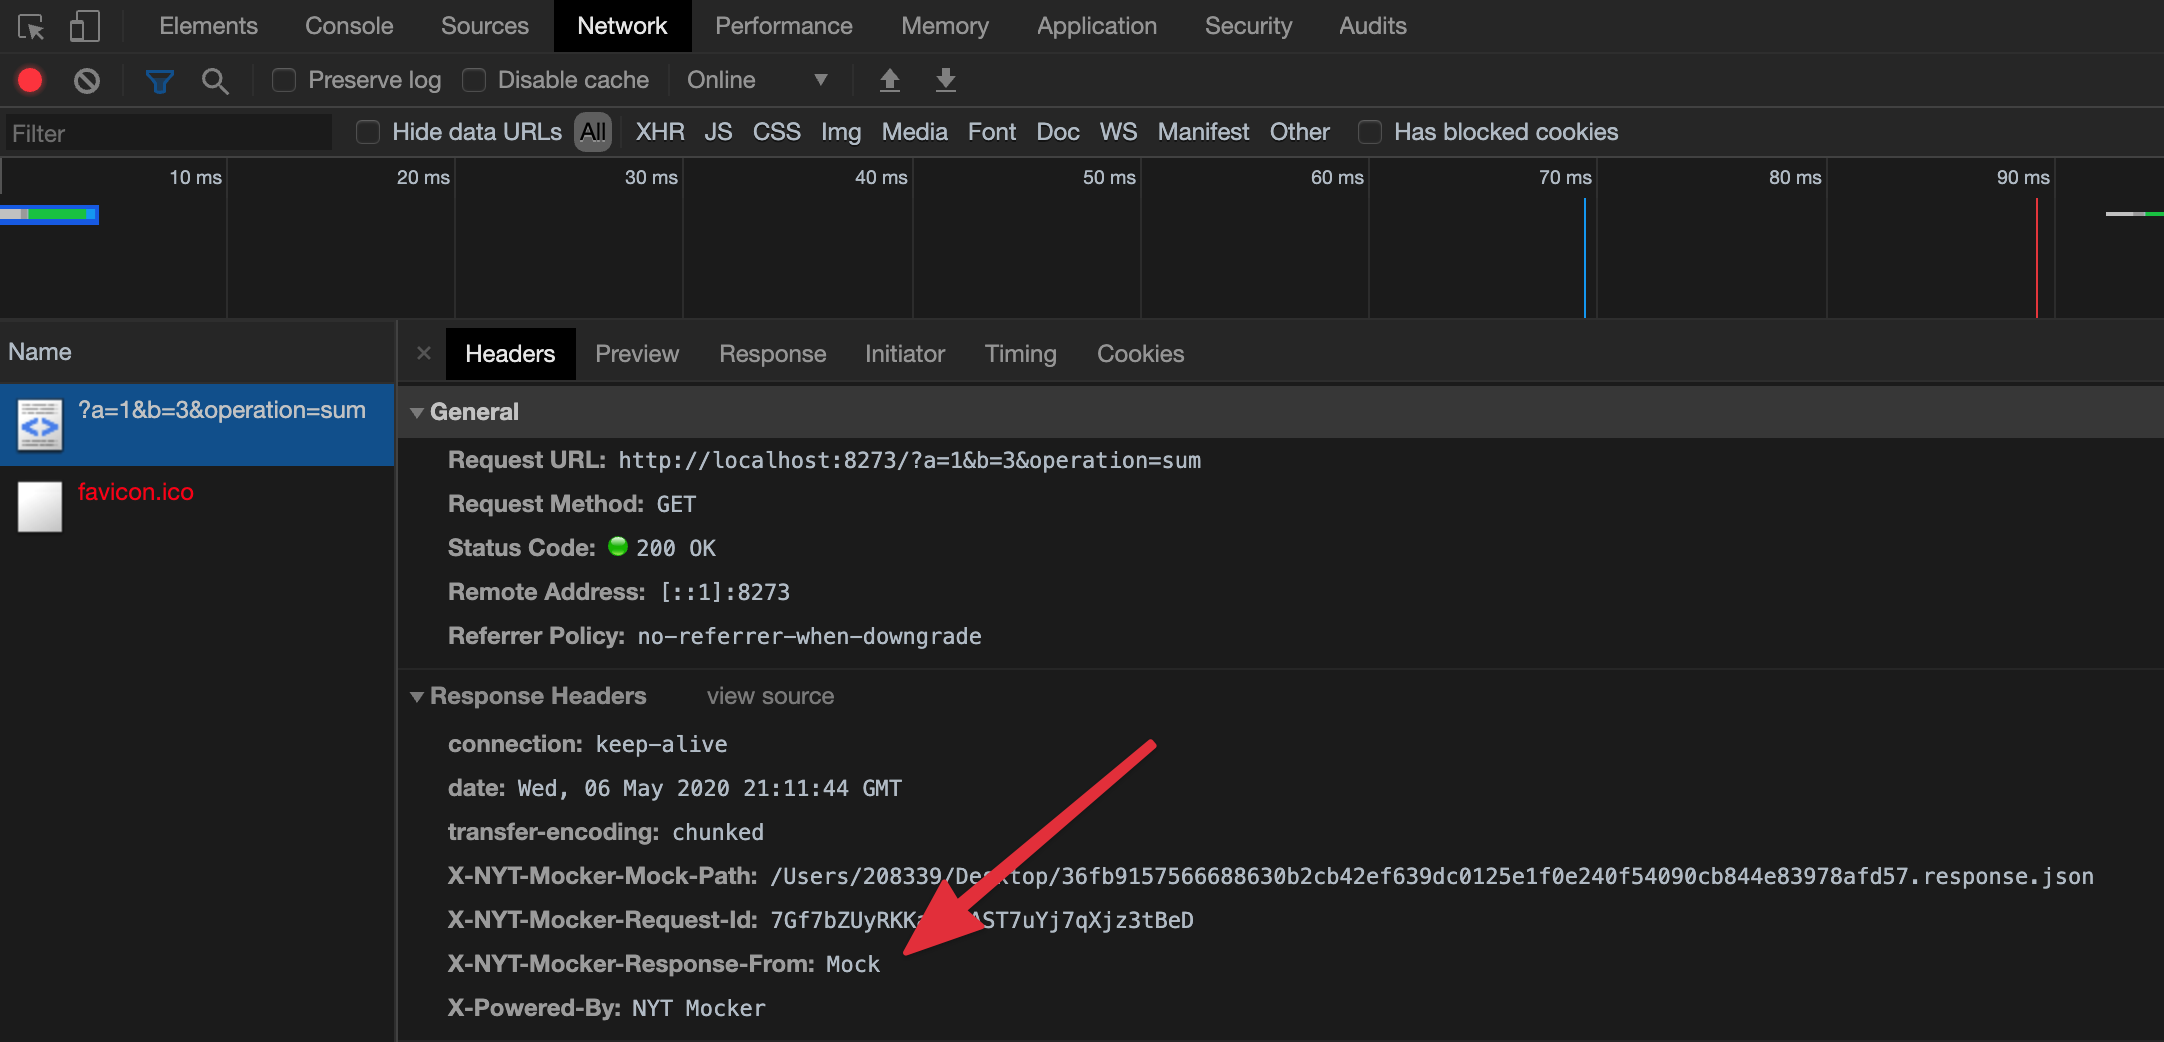 Elements Console Sources Network Performance Memory Application Security Audits
Preserve log Disable cache Online
Filter Hide data URLs All XHR JS CSS Img Media Font Doc WS Manifest Other Has blocked cookies
10 ms 20 ms 30 ms 40 ms 50 ms 60 ms 70 ms 80 ms 90 ms
Name
?a=1&b=3&operation=sum
favicon.ico
Headers Preview Response Initiator Timing Cookies
General
Request URL: http://localhost:8273/?a=1&b=3&operation=sum
Request Method: GET
Status Code: 200 OK
Remote Address: [::1]:8273
Referrer Policy: no-referrer-when-downgrade
Response Headers view source
connection: keep-alive
date: Wed, 06 May 2020 21:11:44 GMT
transfer-encoding: chunked
X-NYT-Mocker-Mock-Path: /Users/208339/Desktop/36fb9157566688630b2cb42ef639dc0125e1f0e240f54090cb844e83978afd57.response.json
X-NYT-Mocker-Request-Id:
X-NYT-Mocker-Response-From: Mock
X-Powered-By: NYT Mocker